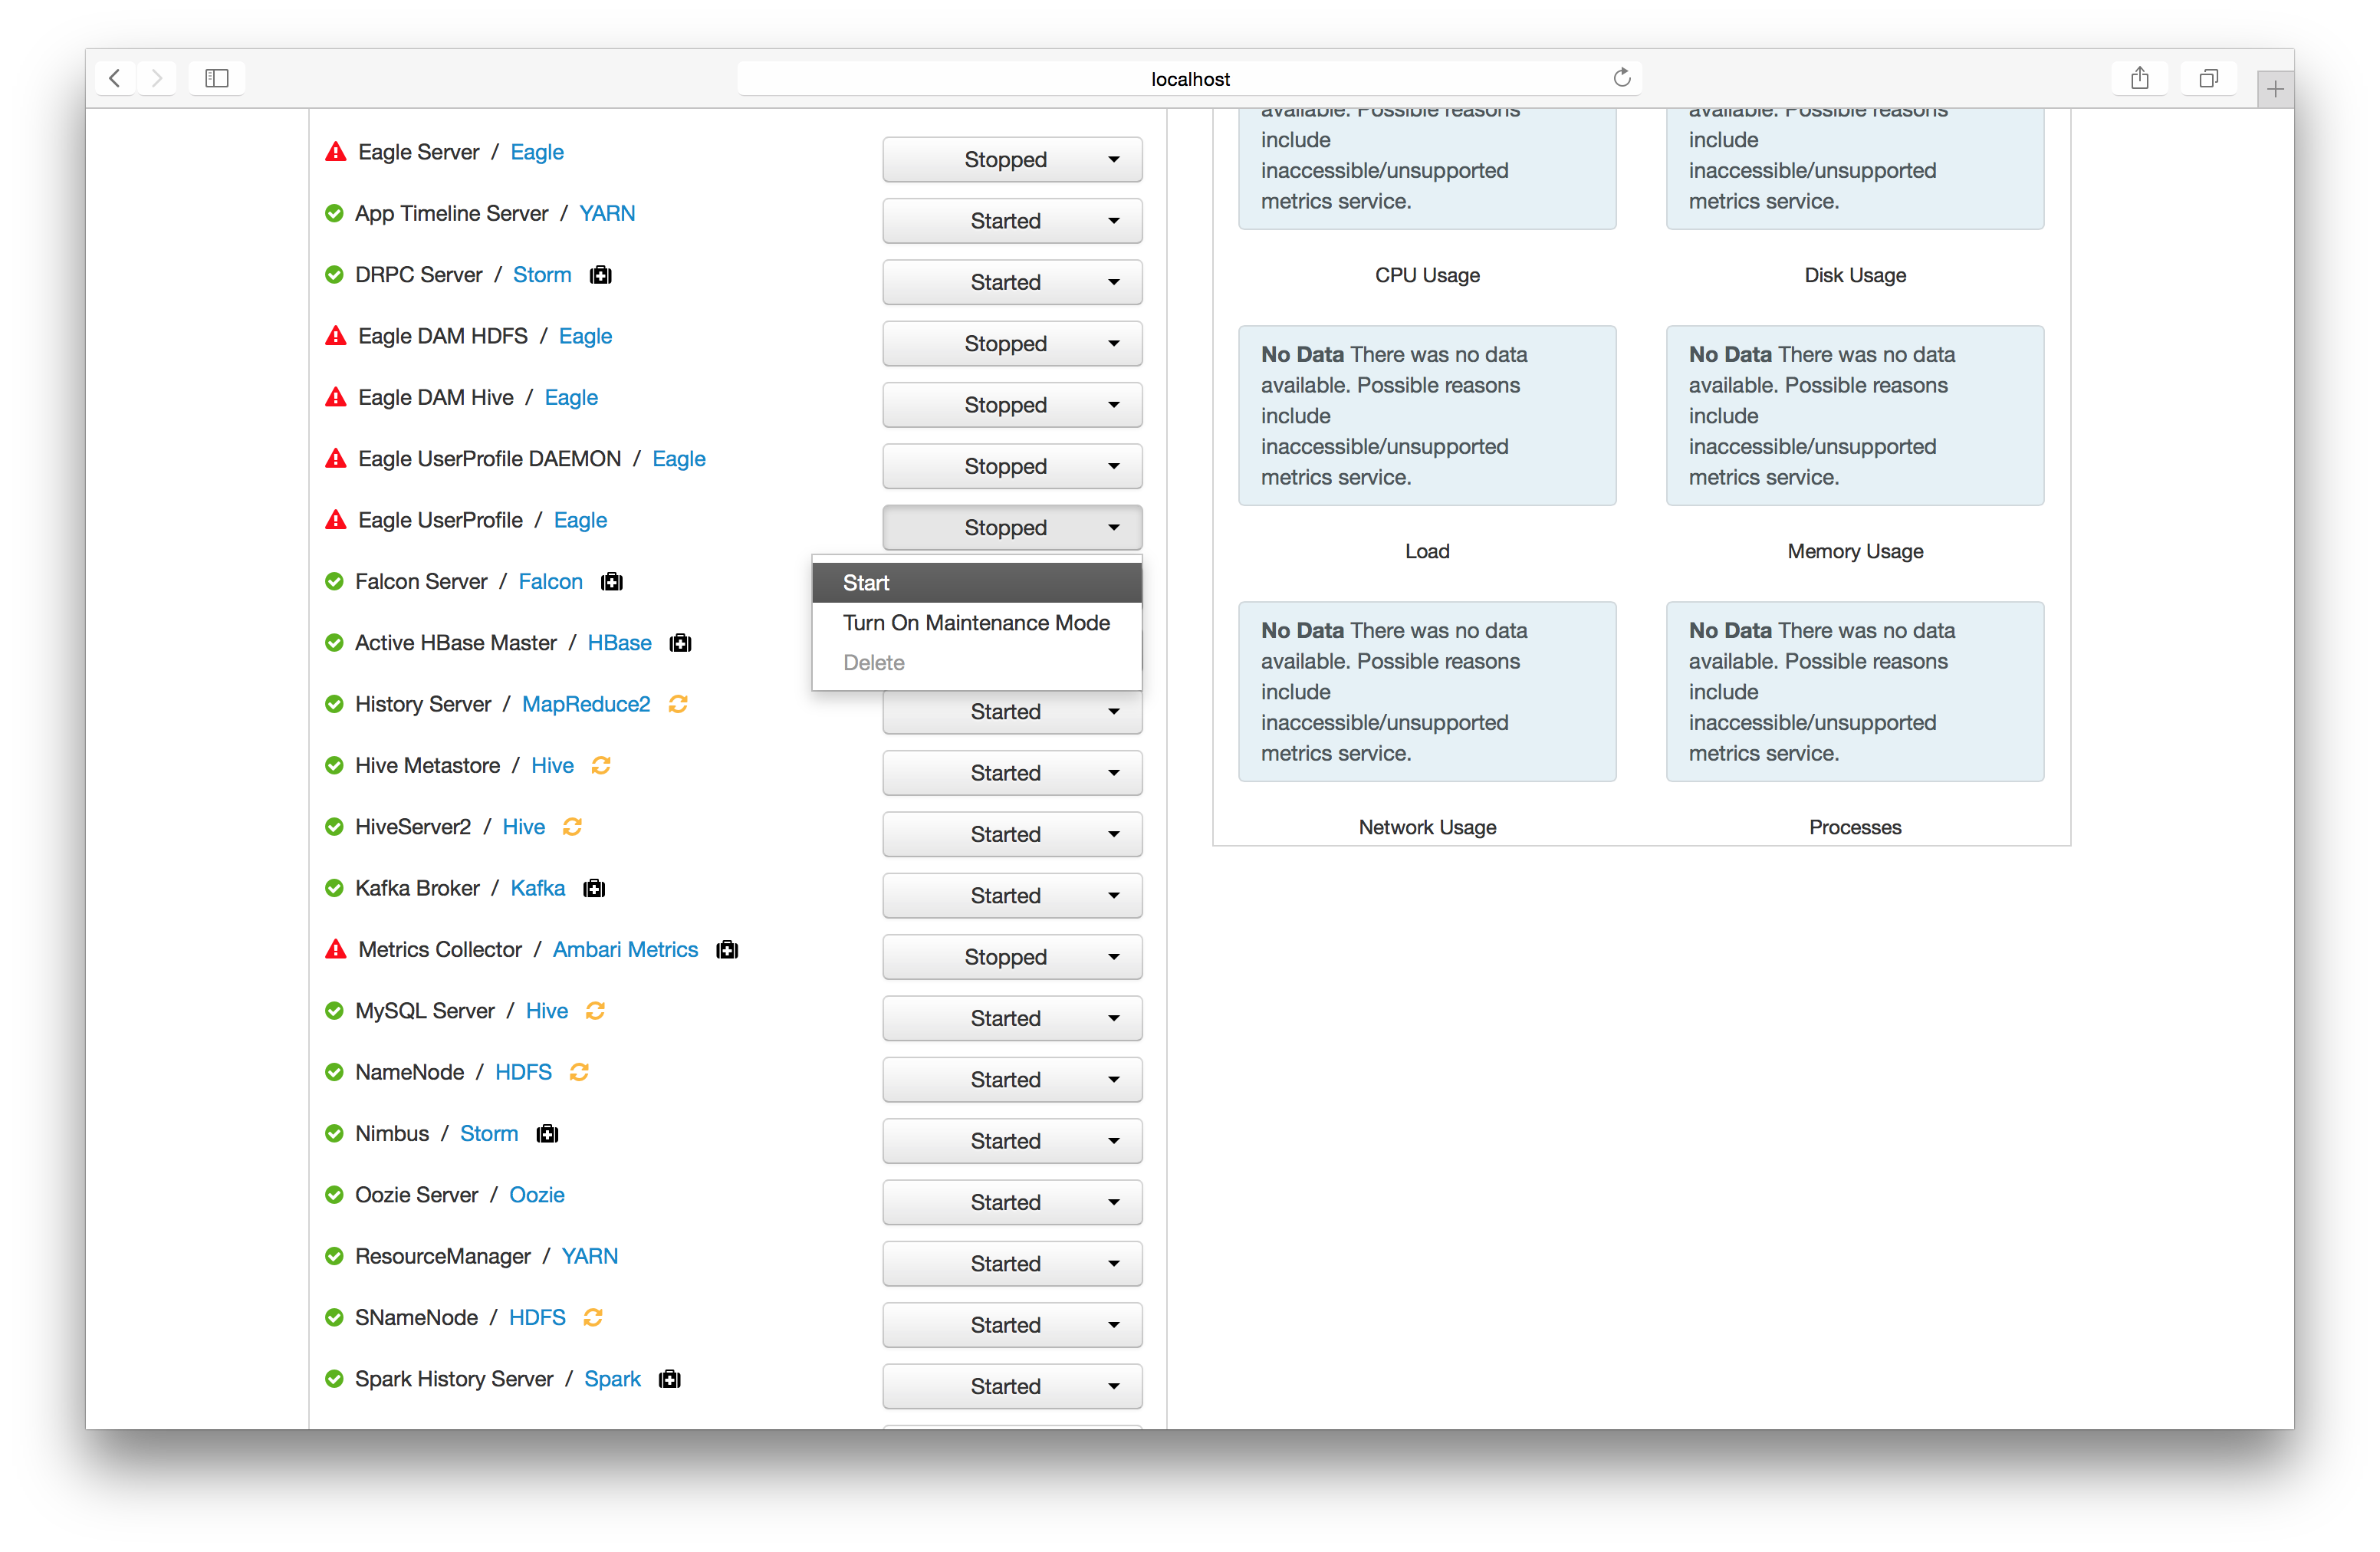 localhost
Eagle Server / Eagle
Stopped
App Timeline Server / YARN
Started
DRPC Server / Storm
Started
Eagle DAM HDFS / Eagle
Stopped
Eagle DAM Hive / Eagle
Stopped
Eagle UserProfile DAEMON / Eagle
Stopped
Eagle UserProfile / Eagle
Stopped
Start
Turn On Maintenance Mode
Delete
Falcon Server / Falcon
Active HBase Master / HBase
History Server / MapReduce2
Started
Hive Metastore / Hive
Started
HiveServer2 / Hive
Started
Kafka Broker / Kafka
Started
Metrics Collector / Ambari Metrics
Stopped
MySQL Server / Hive
Started
NameNode / HDFS
Started
Nimbus / Storm
Started
Oozie Server / Oozie
Started
ResourceManager / YARN
Started
SNameNode / HDFS
Started
Spark History Server / Spark
Started
available. Possible reasons
include
inaccessible/unsupported
metrics service.
CPU Usage
available. Possible reasons
include
inaccessible/unsupported
metrics service.
Disk Usage
No Data There was no data
available. Possible reasons
include
inaccessible/unsupported
metrics service.
Load
No Data There was no data
available. Possible reasons
include
inaccessible/unsupported
metrics service.
Memory Usage
No Data There was no data
available. Possible reasons
include
inaccessible/unsupported
metrics service.
Network Usage
No Data There was no data
available. Possible reasons
include
inaccessible/unsupported
metrics service.
Processes